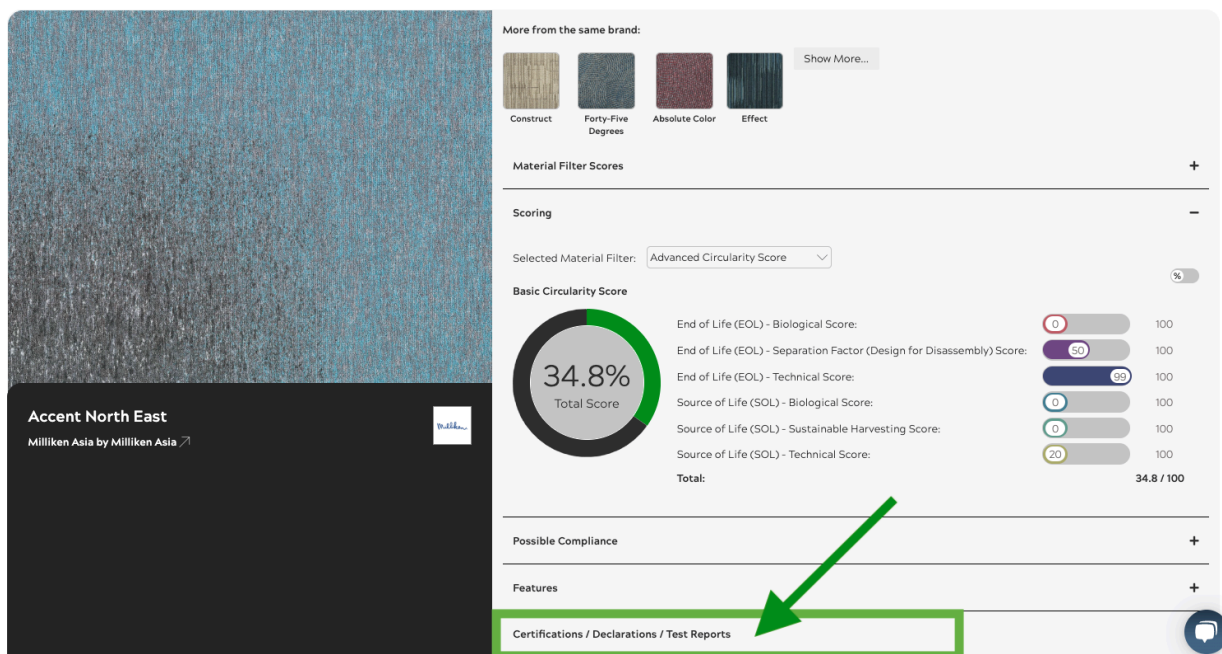 More from the same brand:
Show More...
Construct
Forty-Five
Degrees
Absolute Color
Effect
Material Filter Scores +
Scoring −
Selected Material Filter: Advanced Circularity Score
%
Basic Circularity Score
34.8%
Total Score
End of Life (EOL) - Biological Score: 0 100
End of Life (EOL) - Separation Factor (Design for Disassembly) Score: 50 100
End of Life (EOL) - Technical Score: 99 100
Source of Life (SOL) - Biological Score: 0 100
Source of Life (SOL) - Sustainable Harvesting Score: 0 100
Source of Life (SOL) - Technical Score: 20 100
Total: 34.8 / 100
Possible Compliance +
Features +
Certifications / Declarations / Test Reports
Accent North East
Milliken Asia by Milliken Asia
Milliken